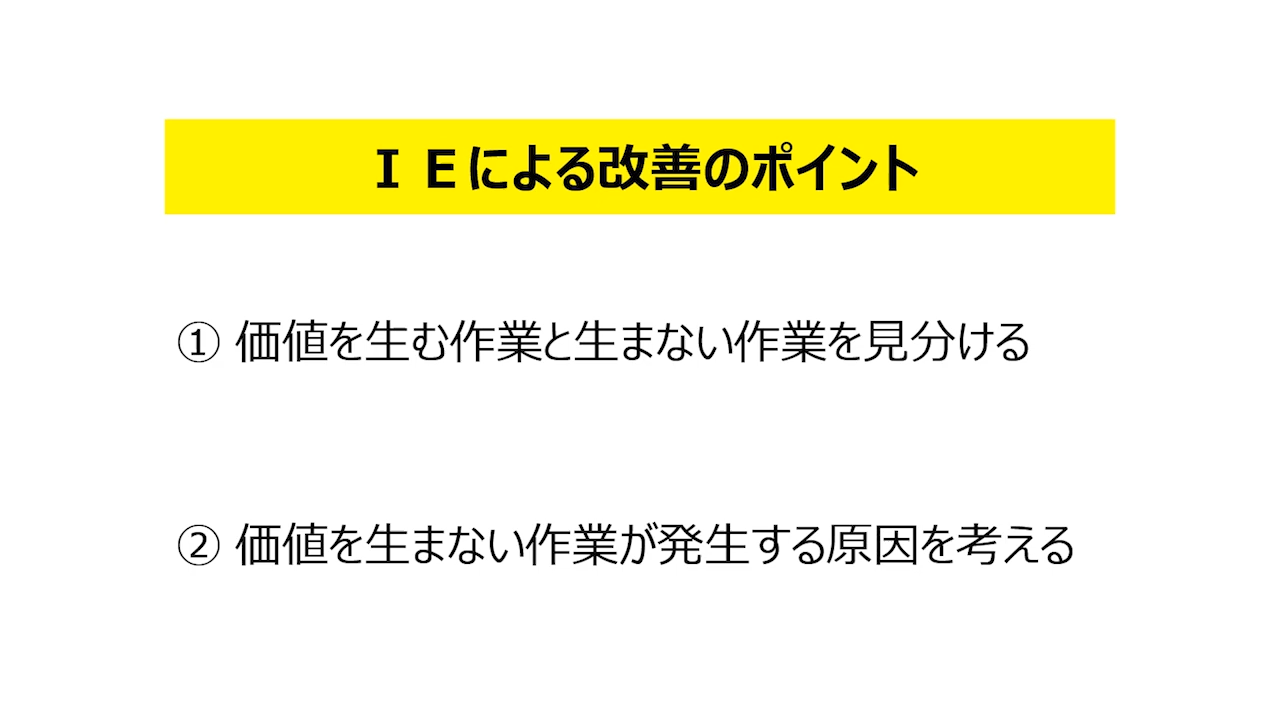 ＩＥによる改善のポイント
① 価値を生む作業と生まない作業を見分ける
② 価値を生まない作業が発生する原因を考える